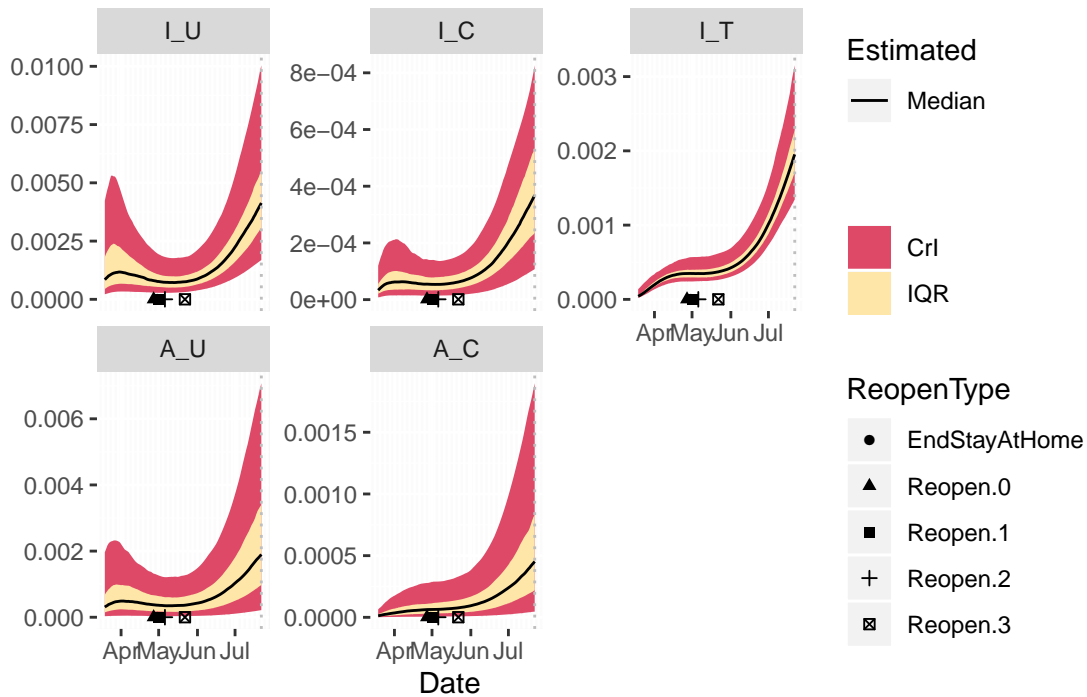 I_U
I_C
I_T
0.0100
0.0075
0.0050
0.0025
0.0000
8e−04
6e−04
4e−04
2e−04
0e+00
0.003
0.002
0.001
0.000
Apr May Jun Jul
A_U
A_C
0.006
0.004
0.002
0.000
0.0015
0.0010
0.0005
0.0000
Apr May Jun Jul
Apr May Jun Jul
Date
Estimated
Median
CrI
IQR
ReopenType
EndStayAtHome
Reopen.0
Reopen.1
Reopen.2
Reopen.3